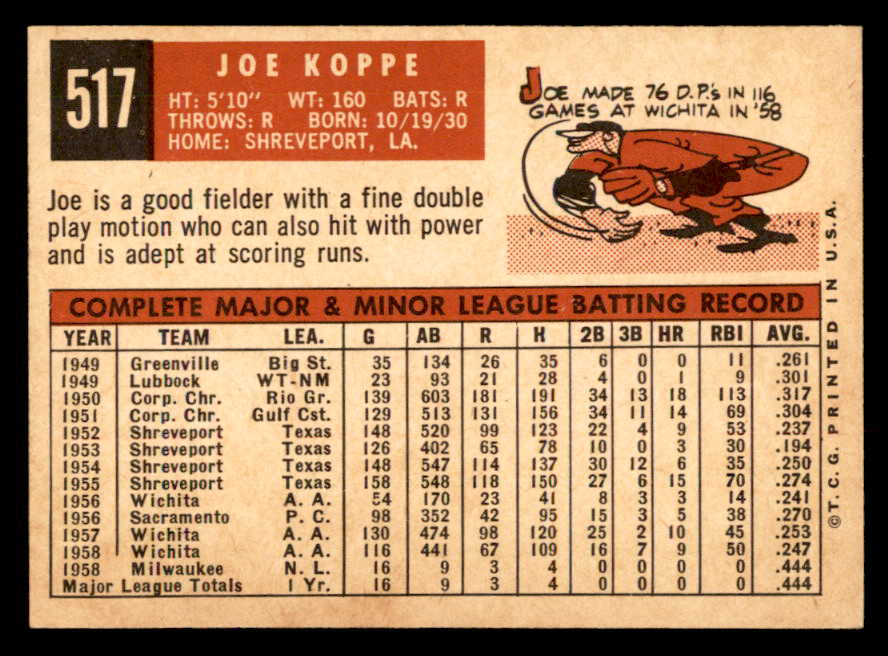 517
JOE KOPPE
HT: 5'10" WT: 160 BATS: R
THROWS: R BORN: 10/19/30
HOME: SHREVEPORT, LA.
JOE MADE 76 D.P.'s IN 116
GAMES AT WICHITA IN '58
Joe is a good fielder with a fine double
play motion who can also hit with power
and is adept at scoring runs.
COMPLETE MAJOR & MINOR LEAGUE BATTING RECORD
YEAR TEAM LEA. G AB R H 2B 3B HR RBI AVG.
1949 Greenville Big St. 35 134 26 35 6 0 0 11 .261
1949 Lubbock WT-NM 23 93 21 28 4 0 1 9 .301
1950 Corp. Chr. Rio Gr. 139 603 181 191 34 13 18 113 .317
1951 Corp. Chr. Gulf Cst. 129 513 131 156 34 11 14 69 .304
1952 Shreveport Texas 148 520 99 123 22 4 9 53 .237
1953 Shreveport Texas 126 402 65 78 10 0 3 30 .194
1954 Shreveport Texas 148 547 114 137 30 12 6 35 .250
1955 Shreveport Texas 158 548 118 150 27 6 15 70 .274
1956 Wichita A. A. 54 170 23 41 8 3 3 14 .241
1956 Sacramento P. C. 98 352 42 95 15 3 5 38 .270
1957 Wichita A. A. 130 474 98 120 25 2 10 45 .253
1958 Wichita A. A. 116 441 67 109 16 7 9 50 .247
1958 Milwaukee N. L. 16 9 3 4 0 0 0 0 .444
Major League Totals 1 Yr. 16 9 3 4 0 0 0 0 .444
©T. C. G. PRINTED IN U.S.A.